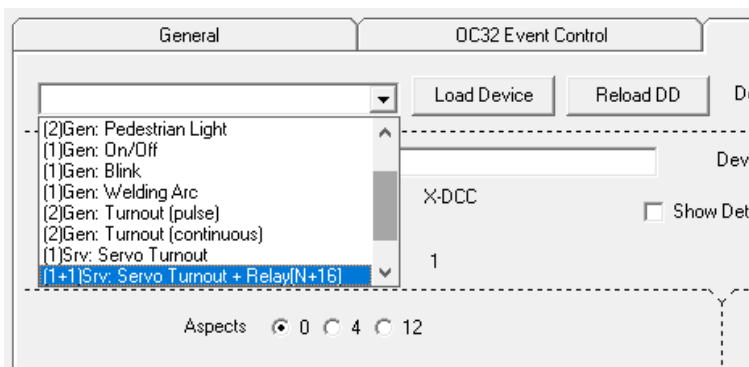 General
OC32 Event Control
Load Device
Reload DD
(2)Gen: Pedestrian Light
(1)Gen: On/Off
(1)Gen: Blink
(1)Gen: Welding Arc
(2)Gen: Turnout (pulse)
(2)Gen: Turnout (continuous)
(1)Srv: Servo Turnout
(1+1)Srv: Servo Turnout + Relay(N+16)
Dev
X-DCC
Show Det
1
Aspects 0 4 12